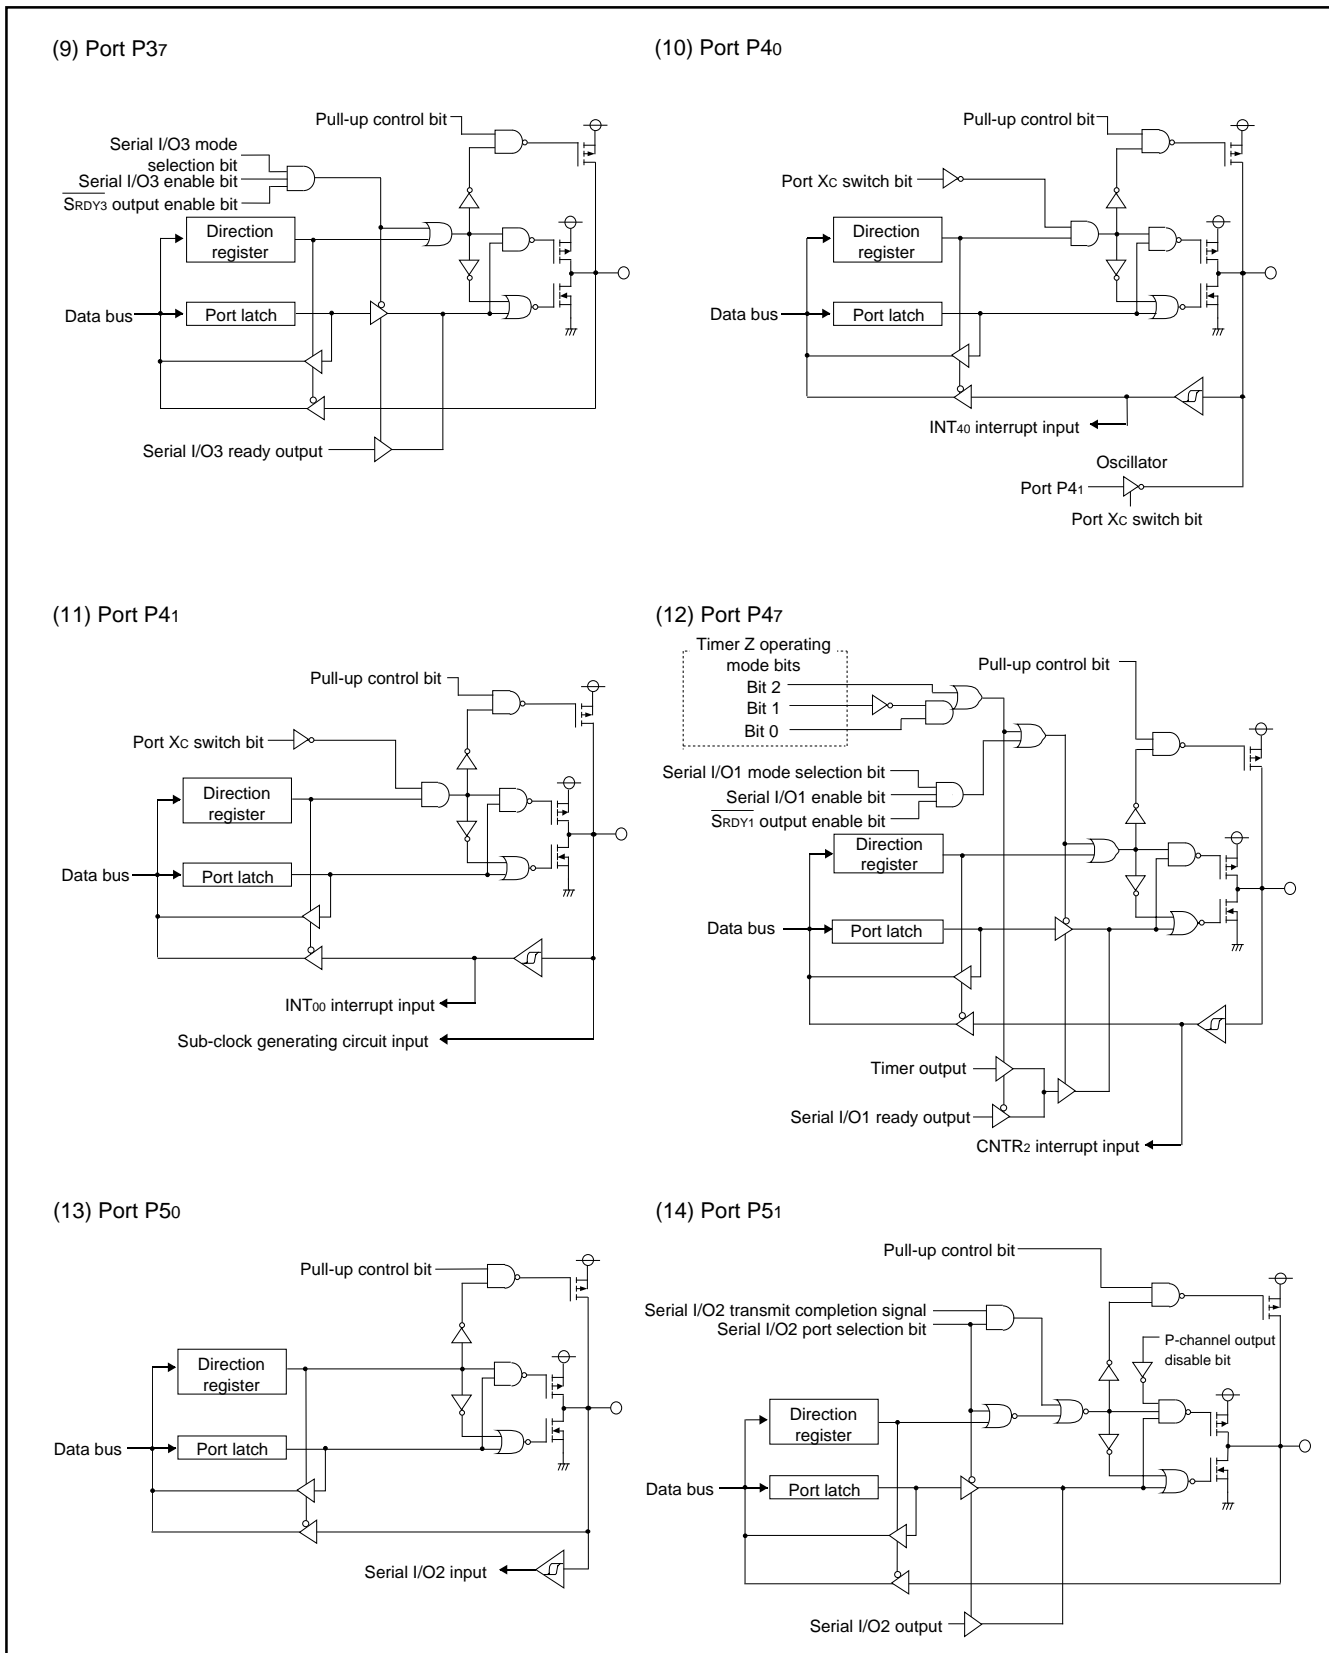 (9) Port P37
Pull-up control bit
Serial I/O3 mode
selection bit
Serial I/O3 enable bit
SRDY3 output enable bit
Direction
register
Data bus
Port latch
Serial I/O3 ready output
(10) Port P40
Pull-up control bit
Port XC switch bit
Direction
register
Data bus
Port latch
INT40 interrupt input
Oscillator
Port P41
Port XC switch bit
(11) Port P41
Pull-up control bit
Port XC switch bit
Direction
register
Data bus
Port latch
INT00 interrupt input
Sub-clock generating circuit input
(12) Port P47
Timer Z operating
mode bits
Bit 2
Bit 1
Bit 0
Pull-up control bit
Serial I/O1 mode selection bit
Serial I/O1 enable bit
SRDY1 output enable bit
Direction
register
Data bus
Port latch
Timer output
Serial I/O1 ready output
CNTR2 interrupt input
(13) Port P50
Pull-up control bit
Direction
register
Data bus
Port latch
Serial I/O2 input
(14) Port P51
Pull-up control bit
Serial I/O2 transmit completion signal
Serial I/O2 port selection bit
P-channel output
disable bit
Direction
register
Data bus
Port latch
Serial I/O2 output